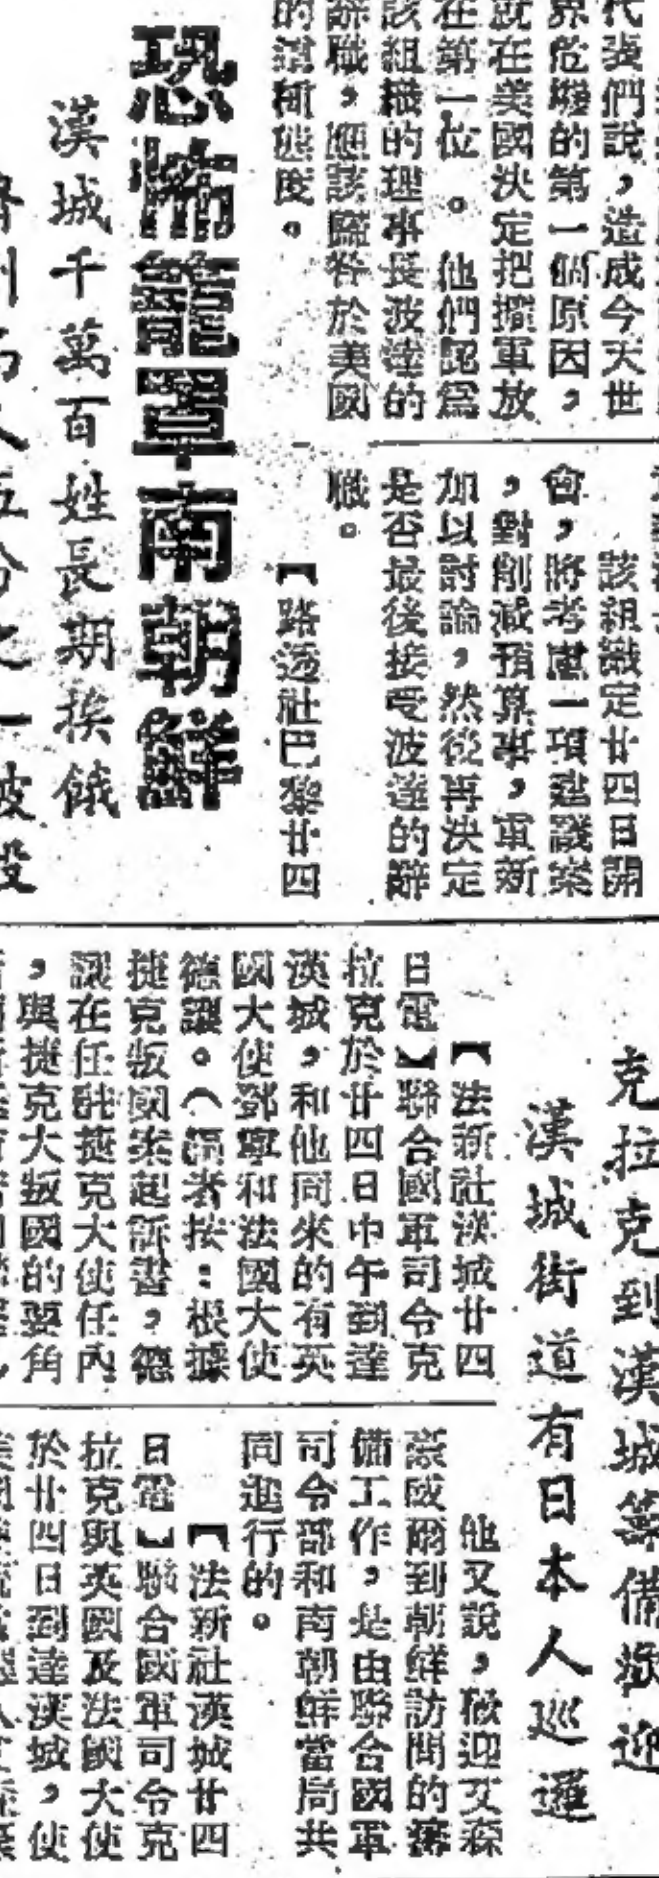 代表們說，造成今天世
界危機的第一個原因，
就在美國決定把擴軍放
在第一位。他們認爲
該組織的理事長波達的
辭職，應該歸咎於美國
的這種態度。
該組織定廿四日開
會，將考慮一項建議案
，對削減預算事，重新
加以討論，然後再決定
是否最後接受波達的辭
職。
【路透社巴黎廿四
恐怖籠罩南朝鮮
漢城千萬百姓長期挨餓
濟州島人五分之一被殺
克拉克到漢城籌備歡迎
漢城街道有日本人巡邏
【法新社漢城廿四
日電】聯合國軍司令克
拉克於廿四日中午到達
漢城，和他同來的有英
國大使鄧寧和法國大使
德讓。（編者按：根據
捷克叛國案起訴書，德
讓在任駐捷克大使任內
，與捷克大叛國的要角
他又說，歡迎艾森
豪威爾到朝鮮訪問的籌
備工作，是由聯合國軍
司令部和南朝鮮當局共
同進行的。
【法新社漢城廿四
日電】聯合國軍司令克
拉克與英國及法國大使
於廿四日到達漢城，使